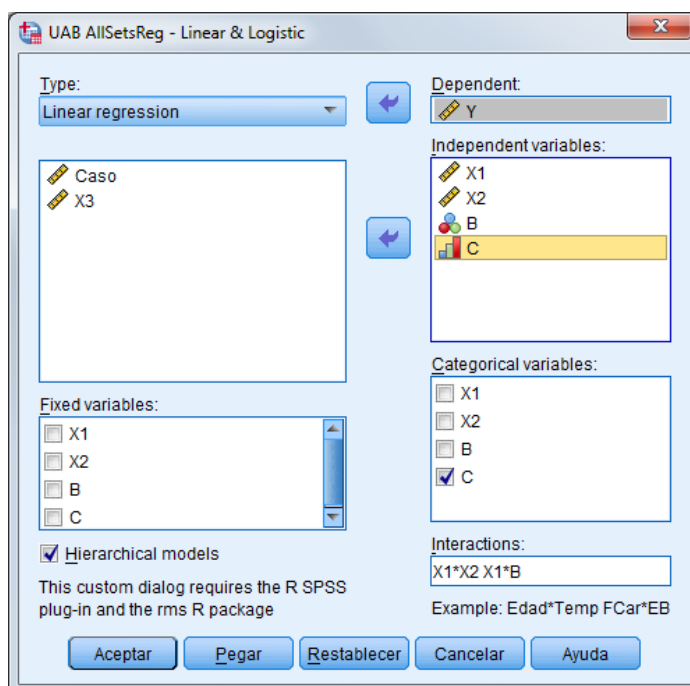 UAB AllSetsReg - Linear & Logistic
Type:
Linear regression
Dependent:
Y
Caso
X3
Independent variables:
X1
X2
B
C
Fixed variables:
X1
X2
B
C
Categorical variables:
X1
X2
B
C
Hierarchical models
This custom dialog requires the R SPSS
plug-in and the rms R package
Interactions:
X1*X2 X1*B
Example: Edad*Temp FCar*EB
Aceptar
Pegar
Restablecer
Cancelar
Ayuda